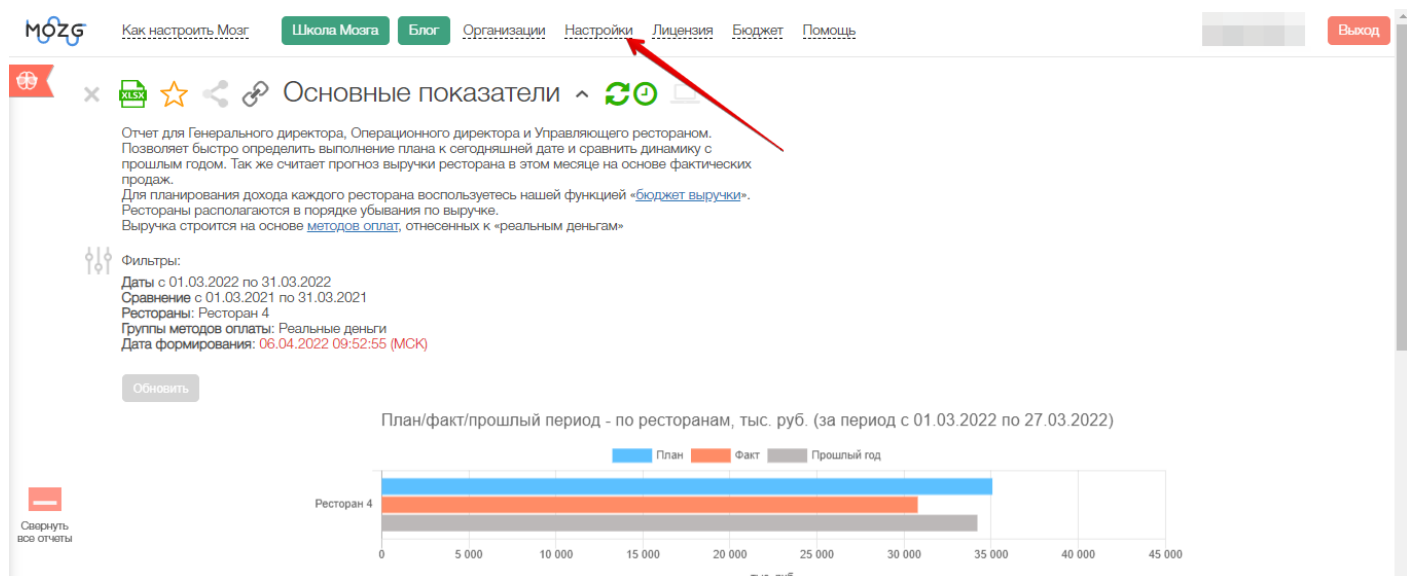 MOZG Как настроить Мозг Школа Мозга Блог Организации Настройки Лицензия Бюджет Помощь Выход
XLSX Основные показатели
Отчет для Генерального директора, Операционного директора и Управляющего рестораном.
Позволяет быстро определить выполнение плана к сегодняшней дате и сравнить динамику с
прошлым годом. Так же считает прогноз выручки ресторана в этом месяце на основе фактических
продаж.
Для планирования дохода каждого ресторана воспользуетесь нашей функцией «бюджет выручки».
Рестораны располагаются в порядке убывания по выручке.
Выручка строится на основе методов оплат, отнесенных к «реальным деньгам»
Фильтры:
Даты с 01.03.2022 по 31.03.2022
Сравнение с 01.03.2021 по 31.03.2021
Рестораны: Ресторан 4
Группы методов оплаты: Реальные деньги
Дата формирования: 06.04.2022 09:52:55 (МСК)
Обновить
План/факт/прошлый период - по ресторанам, тыс. руб. (за период с 01.03.2022 по 27.03.2022)
План Факт Прошлый год
Ресторан 4
0 5 000 10 000 15 000 20 000 25 000 30 000 35 000 40 000 45 000
Свернуть
все отчеты